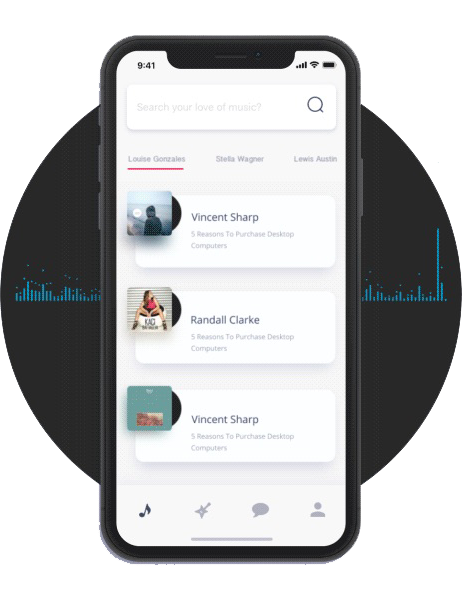 9:41
Search your love of music?
Louise Gonzales Stella Wagner Lewis Austin
Vincent Sharp
5 Reasons To Purchase Desktop
Computers
Randall Clarke
5 Reasons To Purchase Desktop
Computers
Vincent Sharp
5 Reasons To Purchase Desktop
Computers